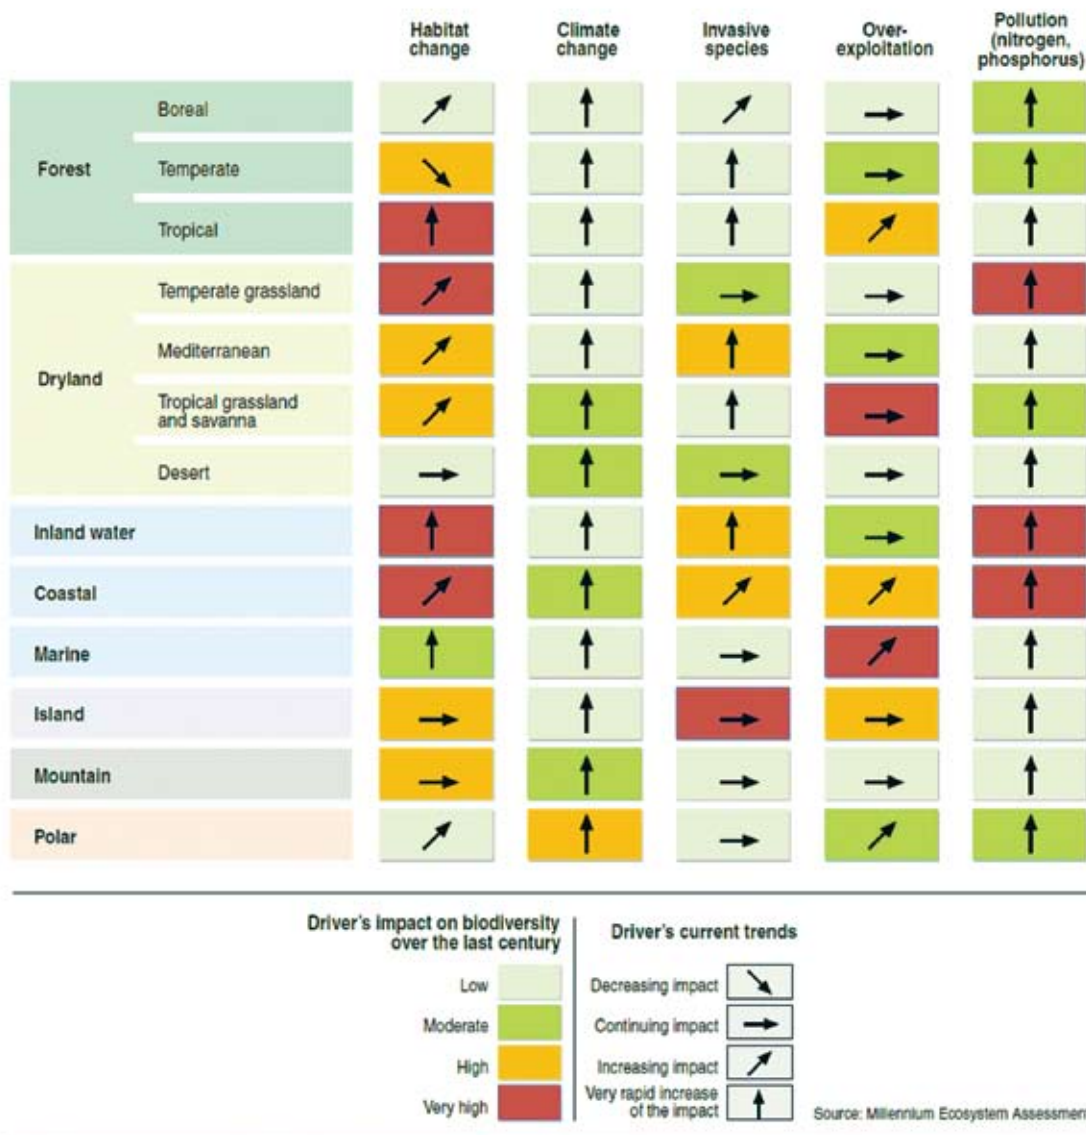 Habitat
change
Climate
change
Invasive
species
Over-
exploitation
Pollution
(nitrogen,
phosphorus)
Forest
Boreal
Temperate
Tropical
Dryland
Temperate grassland
Mediterranean
Tropical grassland
and savanna
Desert
Inland water
Coastal
Marine
Island
Mountain
Polar
Driver's impact on biodiversity
over the last century
Low
Moderate
High
Very high
Driver's current trends
Decreasing impact
Continuing impact
Increasing impact
Very rapid increase
of the impact
Source: Millennium Ecosystem Assessment